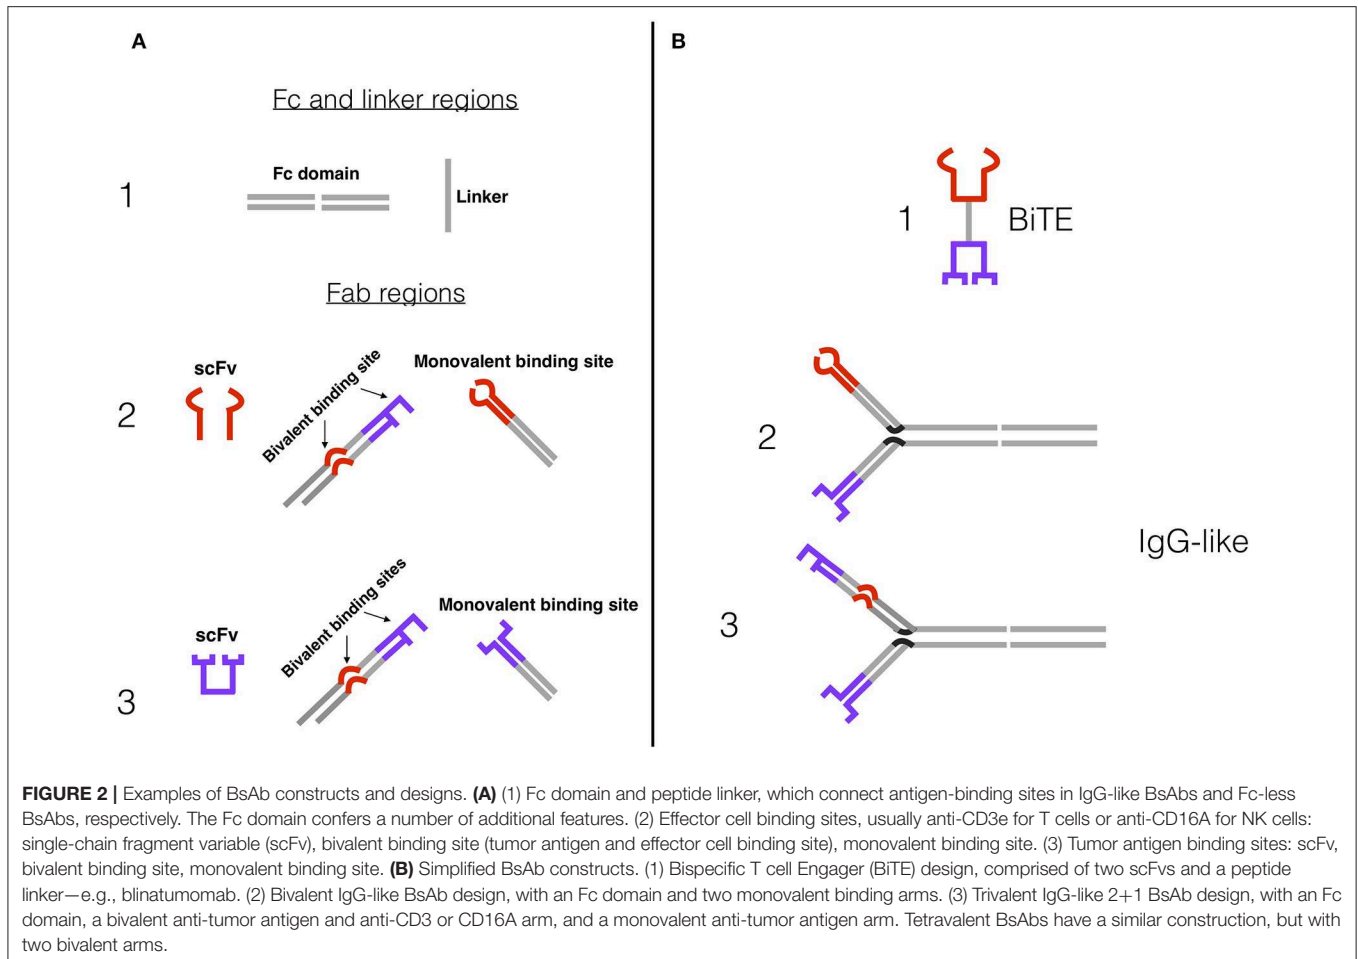 A
Fc and linker regions
1
Fc domain
Linker
Fab regions
2
scFv
Bivalent binding site
Monovalent binding site
3
scFv
Bivalent binding sites
Monovalent binding site
B
1
BiTE
2
IgG-like
3
FIGURE 2 | Examples of BsAb constructs and designs. (A) (1) Fc domain and peptide linker, which connect antigen-binding sites in IgG-like BsAbs and Fc-less
BsAbs, respectively. The Fc domain confers a number of additional features. (2) Effector cell binding sites, usually anti-CD3e for T cells or anti-CD16A for NK cells:
single-chain fragment variable (scFv), bivalent binding site (tumor antigen and effector cell binding site), monovalent binding site. (3) Tumor antigen binding sites: scFv,
bivalent binding site, monovalent binding site. (B) Simplified BsAb constructs. (1) Bispecific T cell Engager (BiTE) design, comprised of two scFvs and a peptide
linker—e.g., blinatumomab. (2) Bivalent IgG-like BsAb design, with an Fc domain and two monovalent binding arms. (3) Trivalent IgG-like 2+1 BsAb design, with an Fc
domain, a bivalent anti-tumor antigen and anti-CD3 or CD16A arm, and a monovalent anti-tumor antigen arm. Tetravalent BsAbs have a similar construction, but with
two bivalent arms.